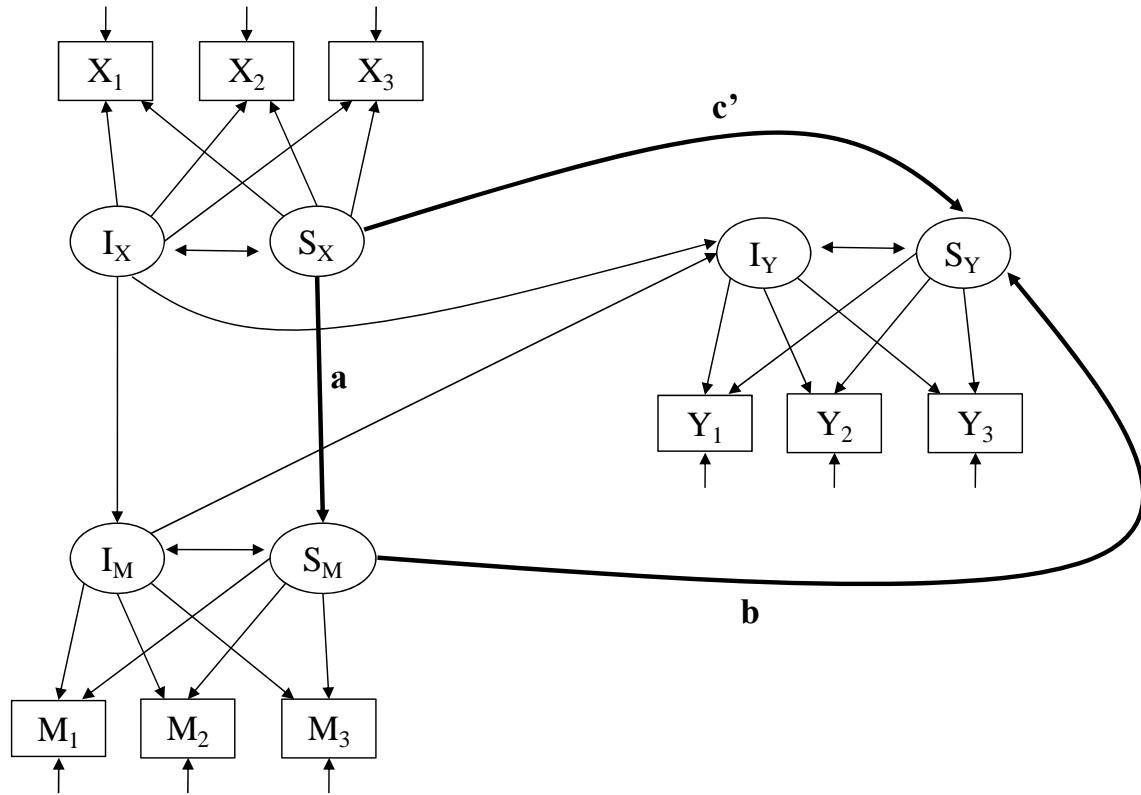 X₁ X₂ X₃
c’
I_X S_X
I_Y S_Y
a
Y₁ Y₂ Y₃
I_M S_M
b
M₁ M₂ M₃